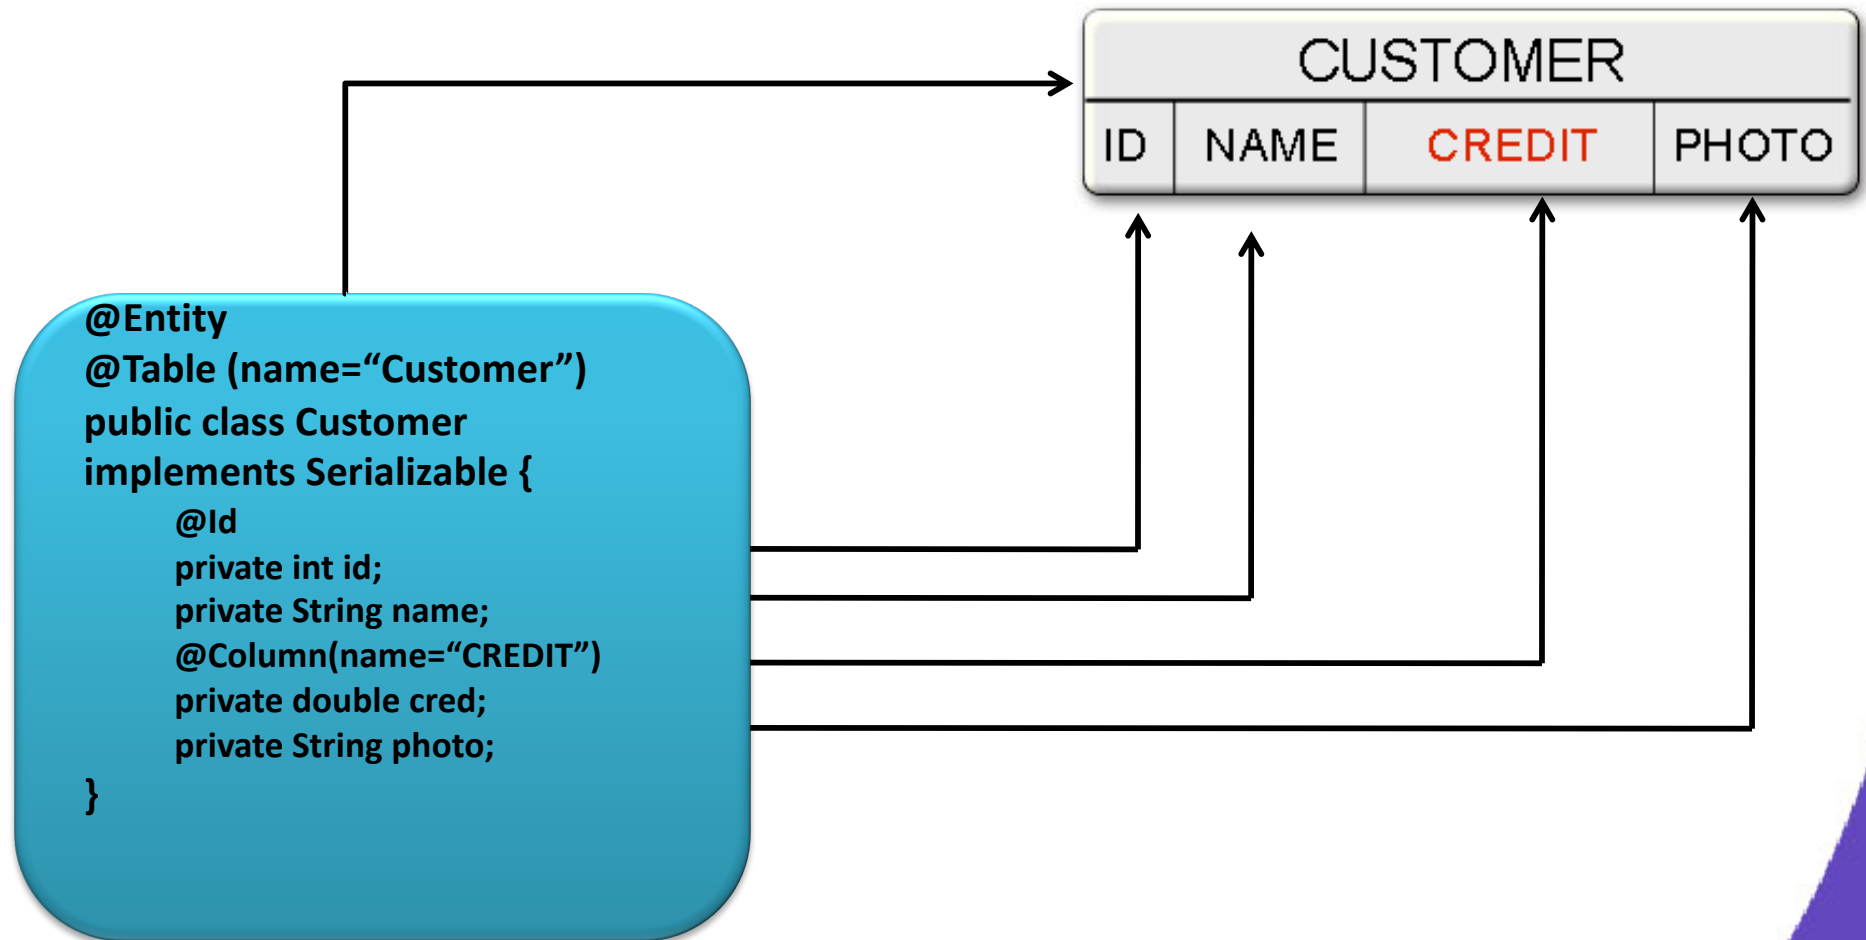 CUSTOMER
ID NAME CREDIT PHOTO
@Entity
@Table (name=“Customer”)
public class Customer
implements Serializable {
@Id
private int id;
private String name;
@Column(name=“CREDIT”)
private double cred;
private String photo;
}